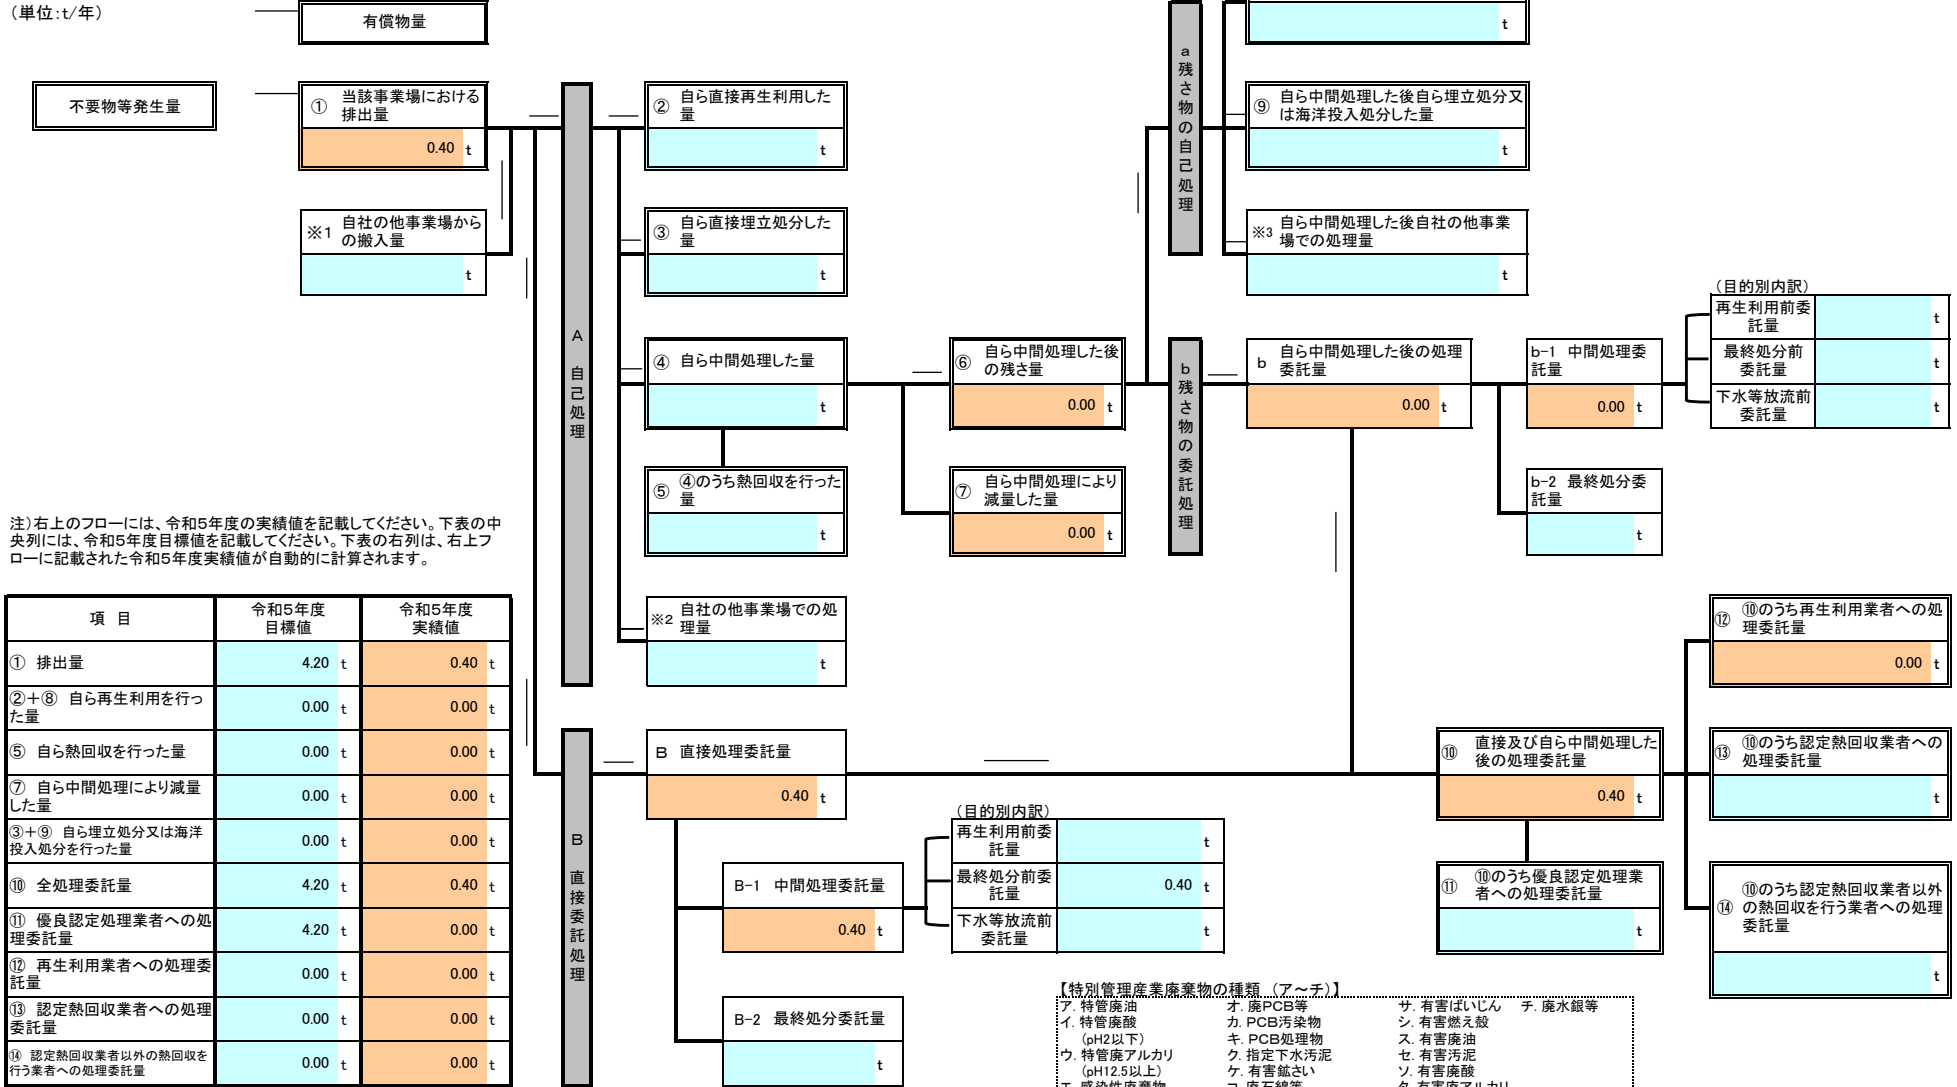 （単位：t/年）
有償物量
t
不要物等発生量
① 当該事業場における
排出量
0.40 t
② 自ら直接再生利用した
量
t
⑨ 自ら中間処理した後自ら埋立処分又
は海洋投入処分した量
t
a 残さ物の自己処理
※1 自社の他事業場から
の搬入量
t
③ 自ら直接埋立処分した
量
t
※3 自ら中間処理した後自社の他事業
場での処理量
t
A 自己処理
④ 自ら中間処理した量
t
⑥ 自ら中間処理した後
の残さ量
0.00 t
b 残さ物の委託処理
b 自ら中間処理した後の処理
委託量
0.00 t
b-1 中間処理委
託量
0.00 t
（目的別内訳）
再生利用前委
託量
t
最終処分前
委託量
t
下水等放流前
委託量
t
⑤ ④のうち熱回収を行った
量
t
⑦ 自ら中間処理により
減量した量
0.00 t
b-2 最終処分委
託量
t
注）右上のフローには、令和5年度の実績値を記載してください。下表の中
央列には、令和5年度目標値を記載してください。下表の右列は、右上フ
ローに記載された令和5年度実績値が自動的に計算されます。
※2 自社の他事業場での処
理量
t
項 目 令和5年度
目標値 令和5年度
実績値
① 排出量 4.20 t 0.40 t
②＋⑧ 自ら再生利用を行っ
た量 0.00 t 0.00 t
⑤ 自ら熱回収を行った量 0.00 t 0.00 t
⑦ 自ら中間処理により減量
した量 0.00 t 0.00 t
③＋⑨ 自ら埋立処分又は海洋
投入処分を行った量 0.00 t 0.00 t
⑩ 全処理委託量 4.20 t 0.40 t
⑪ 優良認定処理業者への処
理委託量 4.20 t 0.00 t
⑫ 再生利用業者への処理委
託量 0.00 t 0.00 t
⑬ 認定熱回収業者への処理
委託量 0.00 t 0.00 t
⑭ 認定熱回収業者以外の熱回収を
行う業者への処理委託量 0.00 t 0.00 t
B 直接委託処理
B 直接処理委託量
0.40 t
B-1 中間処理委託量
0.40 t
（目的別内訳）
再生利用前委
託量
t
最終処分前委
託量
0.40 t
下水等放流前
委託量
t
B-2 最終処分委託量
t
⑩ 直接及び自ら中間処理した
後の処理委託量
0.40 t
⑪ ⑩のうち優良認定処理業
者への処理委託量
t
⑫ ⑩のうち再生利用業者への処
理委託量
0.00 t
⑬ ⑩のうち認定熱回収業者への
処理委託量
t
⑭ ⑩のうち認定熱回収業者以外
の熱回収を行う業者への処理
委託量
t
【特別管理産業廃棄物の種類 （ア～チ）】
ア．特管廃油 オ．廃PCB等 サ．有害ばいじん チ．廃水銀等
イ．特管廃酸 カ．PCB汚染物 シ．有害燃え殻
（pH2以下） キ．PCB処理物 ス．有害廃油
ウ．特管廃アルカリ ク．指定下水汚泥 セ．有害汚泥
（pH12.5以上） ケ．有害鉱さい ソ．有害廃酸
エ．感染性廃棄物 コ．廃石綿等 タ．有害廃アルカリ